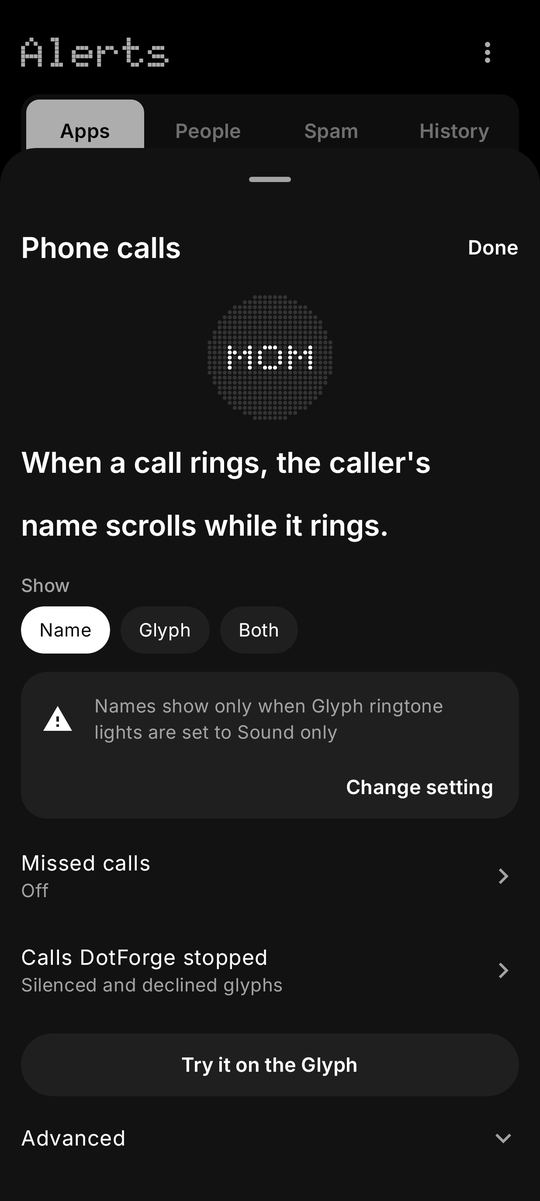 Alerts
Apps People Spam History
Phone calls Done
MOM
When a call rings, the caller's
name scrolls while it rings.
Show
Name Glyph Both
Names show only when Glyph ringtone
lights are set to Sound only
Change setting
Missed calls
Off
Calls DotForge stopped
Silenced and declined glyphs
Try it on the Glyph
Advanced